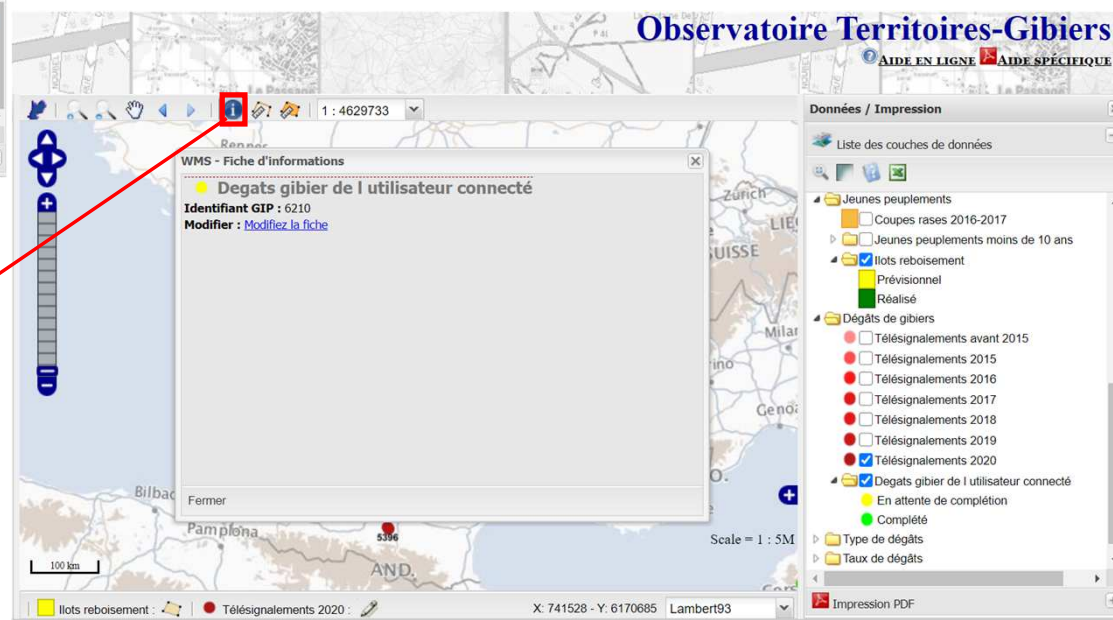 Observatoire Territoires-Gibiers
AIDE EN LIGNE AIDE SPÉCIFIQUE
1 : 4629733
Données / Impression
Liste des couches de données
WMS - Fiche d'informations
Degats gibier de l utilisateur connecté
Identifiant GIP : 6210
Modifier : Modifiez la fiche
Fermer
Jeunes peuplements
Coupes rases 2016-2017
Jeunes peuplements moins de 10 ans
Ilots reboisement
Prévisionnel
Réalisé
Dégâts de gibiers
Télésignalements avant 2015
Télésignalements 2015
Télésignalements 2016
Télésignalements 2017
Télésignalements 2018
Télésignalements 2019
Télésignalements 2020
Degats gibier de l utilisateur connecté
En attente de complétion
Complété
Type de dégâts
Taux de dégâts
Impression PDF
Zürich
LIE
SUISSE
Milan
ino
Genoa
O.
Bilbao
Pamplona
5396
AND.
Scale = 1 : 5M
100 km
Ilots reboisement :
Télésignalements 2020 :
X: 741528 - Y: 6170685
Lambert93